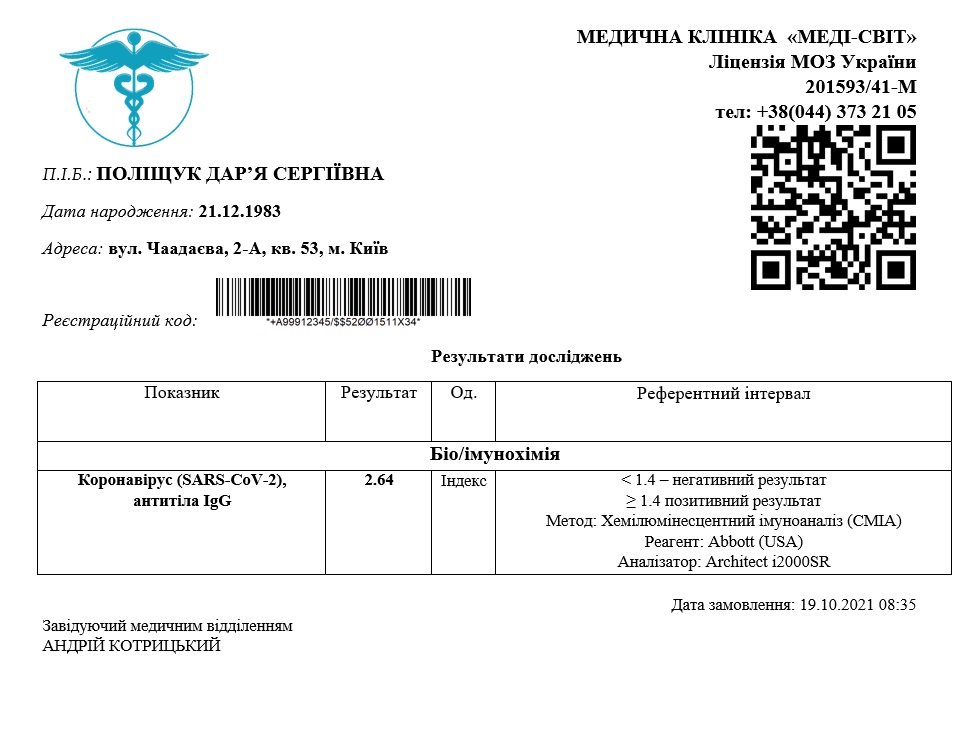 МЕДИЧНА КЛІНІКА «МЕДІ-СВІТ»
Ліцензія МОЗ України
201593/41-М
тел: +38(044) 373 21 05
П.І.Б.: ПОЛІЩУК ДАР’Я СЕРГІЇВНА
Дата народження: 21.12.1983
Адреса: вул. Чаадаєва, 2-А, кв. 53, м. Київ
Реєстраційний код:
*+A99912345/$$52ØØ1511X34*
Результати досліджень
Показник Результат Од. Референтний інтервал
Біо/імунохімія
Коронавірус (SARS-CoV-2), 2.64 Індекс < 1.4 – негативний результат
антитіла IgG ≥ 1.4 позитивний результат
Метод: Хемілюмінесцентний імуноаналіз (CMIA)
Реагент: Abbott (USA)
Аналізатор: Architect i2000SR
Дата замовлення: 19.10.2021 08:35
Завідуючий медичним відділенням
АНДРІЙ КОТРИЦЬКИЙ